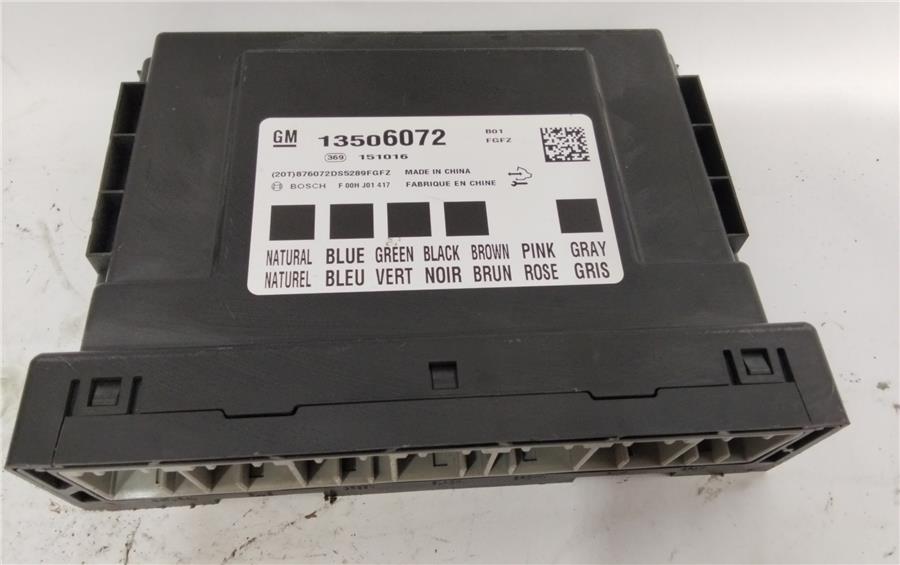 GM 13506072 B01
FGFZ
369 151016
(20T)876072DS5289FGFZ MADE IN CHINA
BOSCH F 00H J01 417 FABRIQUE EN CHINE
NATURAL BLUE GREEN BLACK BROWN PINK GRAY
NATUREL BLEU VERT NOIR BRUN ROSE GRIS